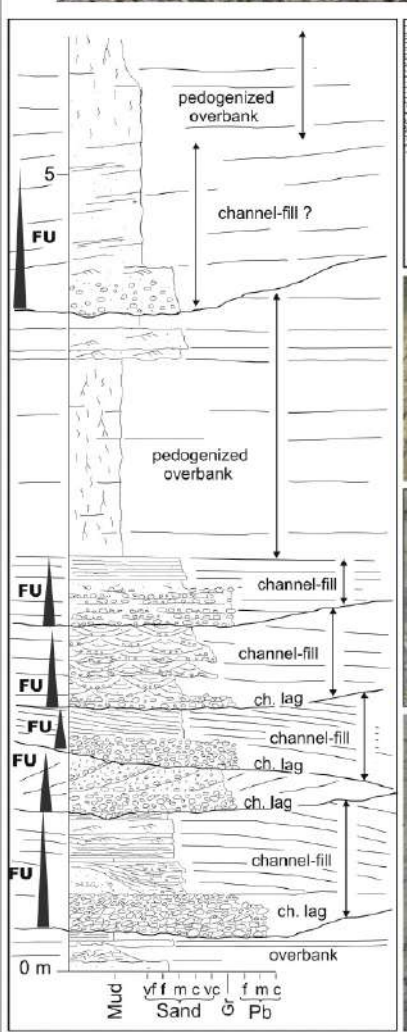 pedogenized
overbank
5
channel-fill ?
FU
pedogenized
overbank
channel-fill
FU
channel-fill
FU
ch. lag
FU
channel-fill
FU
ch. lag
ch. lag
channel-fill
FU
ch. lag
overbank
0 m
vf f m c vc f m c
Mud Sand Gr Pb